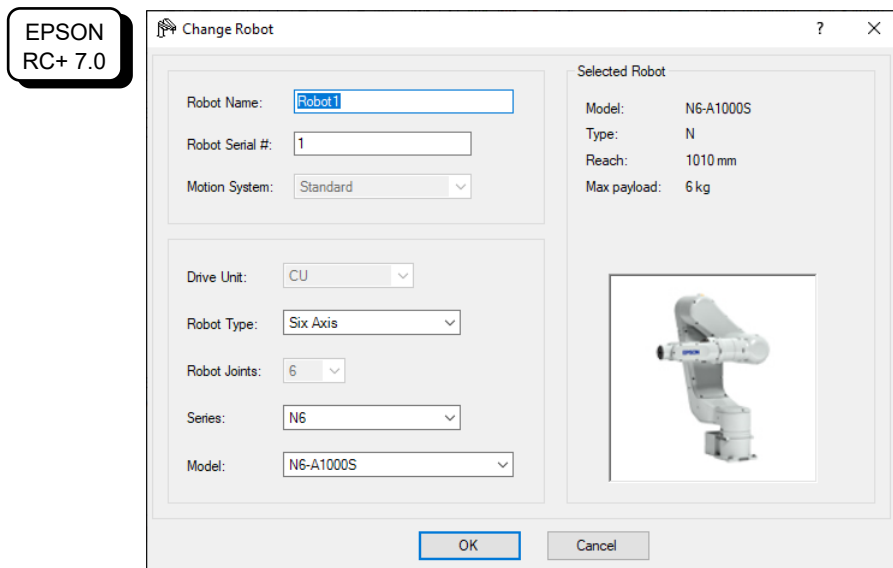 EPSON
RC+ 7.0
Change Robot
?
Robot Name: Robot1
Robot Serial #: 1
Motion System: Standard
Drive Unit: CU
Robot Type: Six Axis
Robot Joints: 6
Series: N6
Model: N6-A1000S
Selected Robot
Model: N6-A1000S
Type: N
Reach: 1010 mm
Max payload: 6 kg
EPSON
OK
Cancel